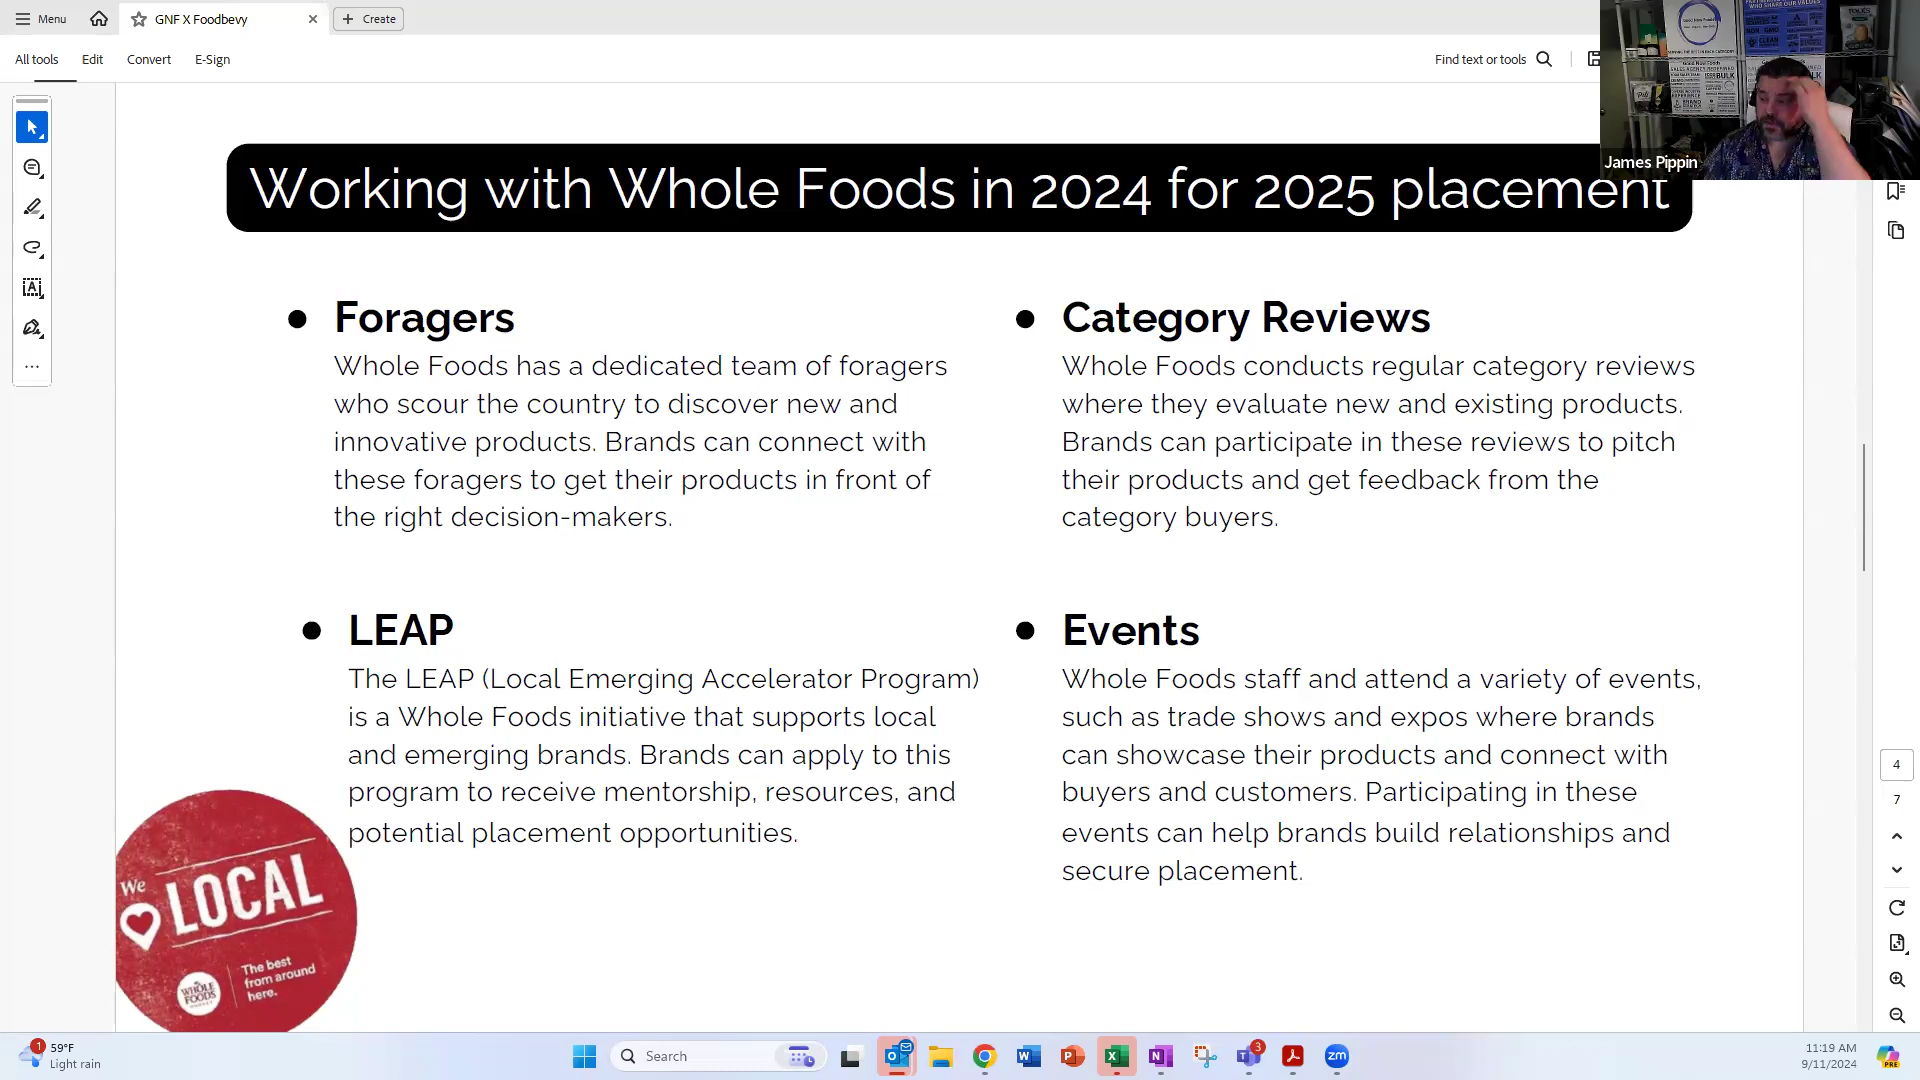 Menu
GNF X Foodbevy
Create
All tools
Edit
Convert
E-Sign
Find text or tools
James Pippin
Working with Whole Foods in 2024 for 2025 placement
Foragers
Whole Foods has a dedicated team of foragers
who scour the country to discover new and
innovative products. Brands can connect with
these foragers to get their products in front of
the right decision-makers.
Category Reviews
Whole Foods conducts regular category reviews
where they evaluate new and existing products.
Brands can participate in these reviews to pitch
their products and get feedback from the
category buyers.
LEAP
The LEAP (Local Emerging Accelerator Program)
is a Whole Foods initiative that supports local
and emerging brands. Brands can apply to this
program to receive mentorship, resources, and
potential placement opportunities.
Events
Whole Foods staff and attend a variety of events,
such as trade shows and expos where brands
can showcase their products and connect with
buyers and customers. Participating in these
events can help brands build relationships and
secure placement.
We
LOCAL
WHOLE
FOODS
MARKET
The best
from around
here.
4
7
1
59°F
Light rain
Search
3
zm
11:19 AM
9/11/2024
PRE